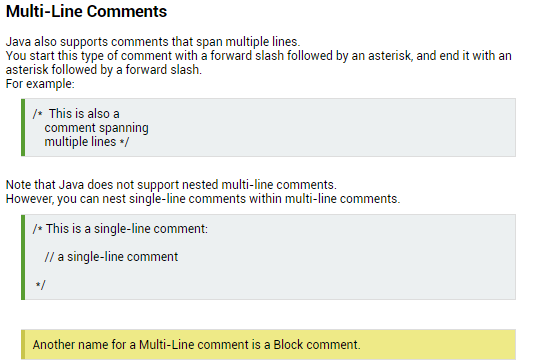 Multi-Line Comments
Java also supports comments that span multiple lines.
You start this type of comment with a forward slash followed by an asterisk, and end it with an
asterisk followed by a forward slash.
For example:
/* This is also a
comment spanning
multiple lines */
Note that Java does not support nested multi-line comments.
However, you can nest single-line comments within multi-line comments.
/* This is a single-line comment:
// a single-line comment
*/
Another name for a Multi-Line comment is a Block comment.